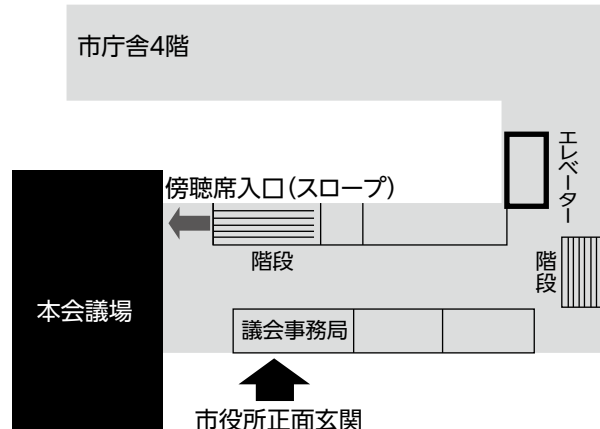 市庁舎4階
エレベーター
傍聴席入口(スロープ)
階段
階段
本会議場
議会事務局
市役所正面玄関